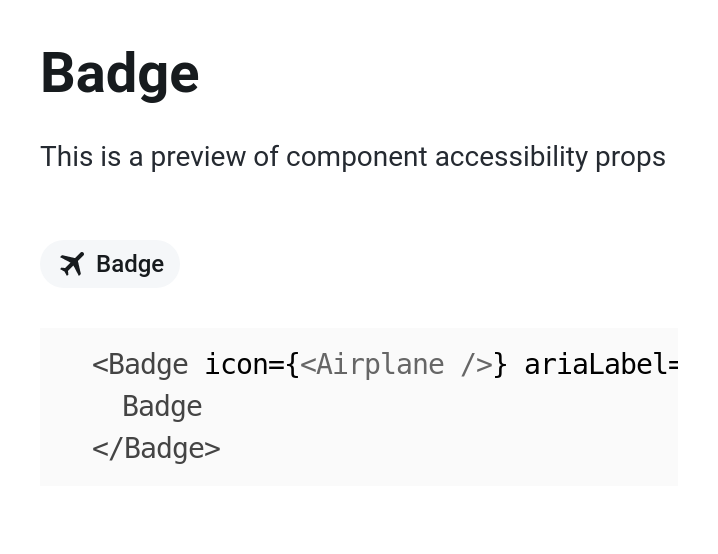 Badge
This is a preview of component accessibility props
Badge
<Badge icon={<Airplane />} ariaLabel=
Badge
</Badge>